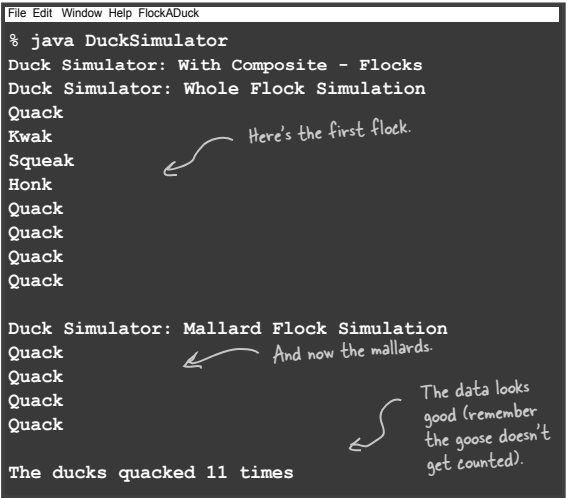 File Edit Window Help FlockADuck
% java DuckSimulator
Duck Simulator: With Composite - Flocks
Duck Simulator: Whole Flock Simulation
Quack
Kwak
Here's the first flock.
Squeak
Honk
Quack
Quack
Quack
Quack
Duck Simulator: Mallard Flock Simulation
Quack
And now the mallards.
Quack
Quack
Quack
The data looks
good (remember
the goose doesn't
get counted).
The ducks quacked 11 times